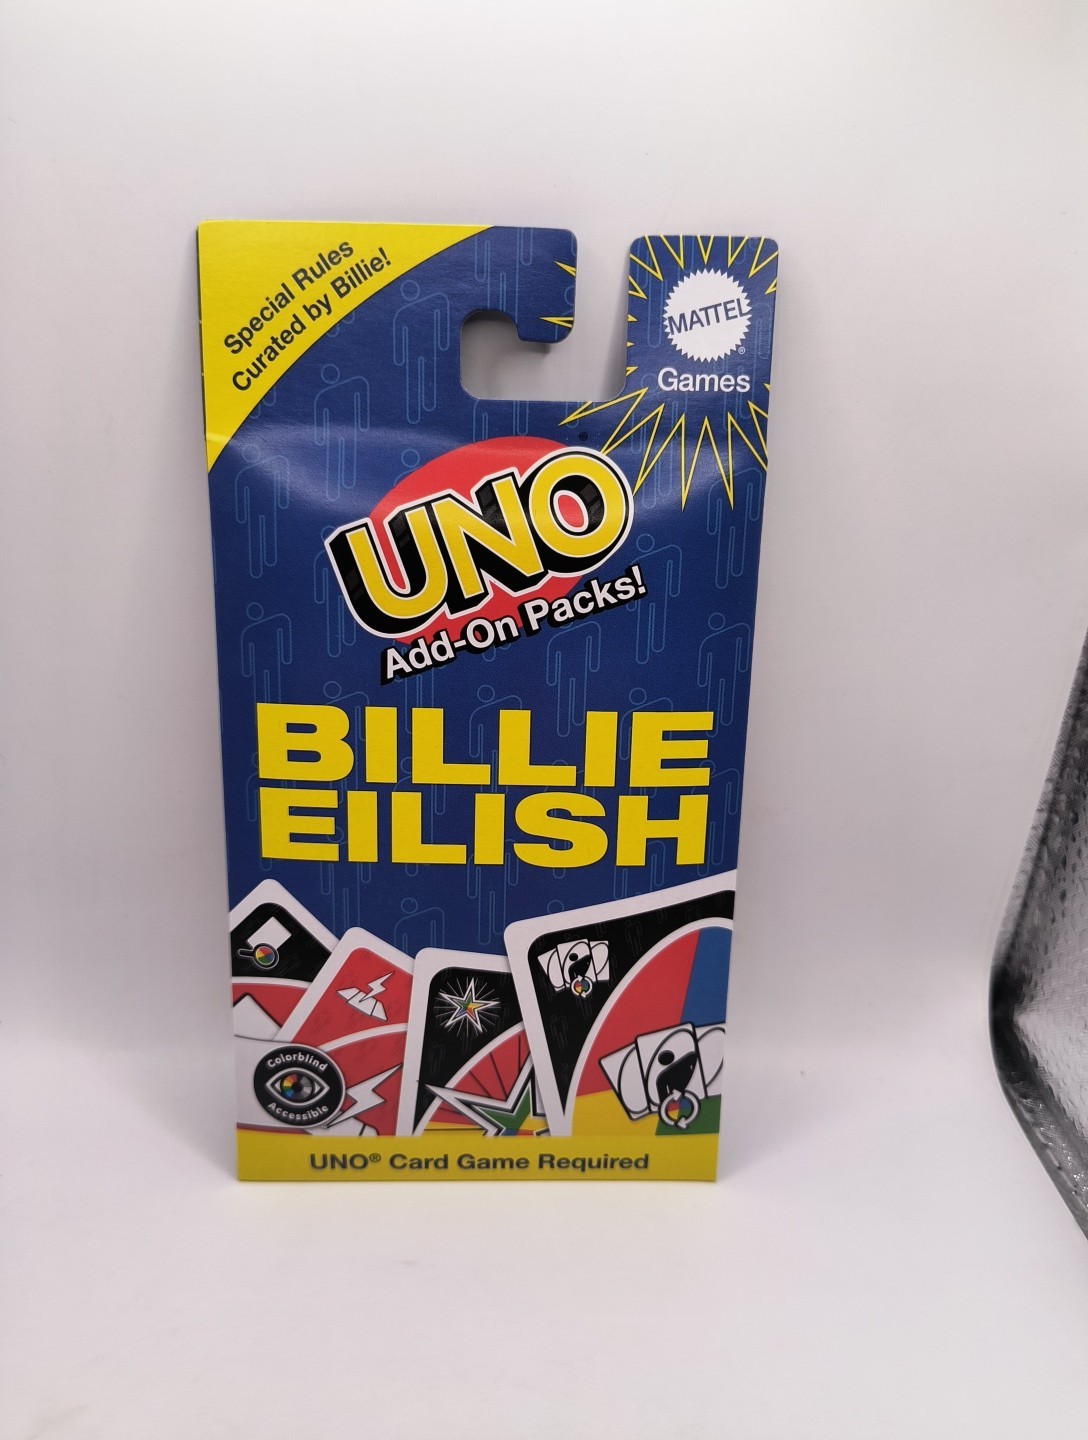 Special Rules
Curated by Billie!
MATTEL
®
Games
UNO
®
Add-On Packs!
BILLIE
EILISH
Colorblind
Accessible
UNO® Card Game Required